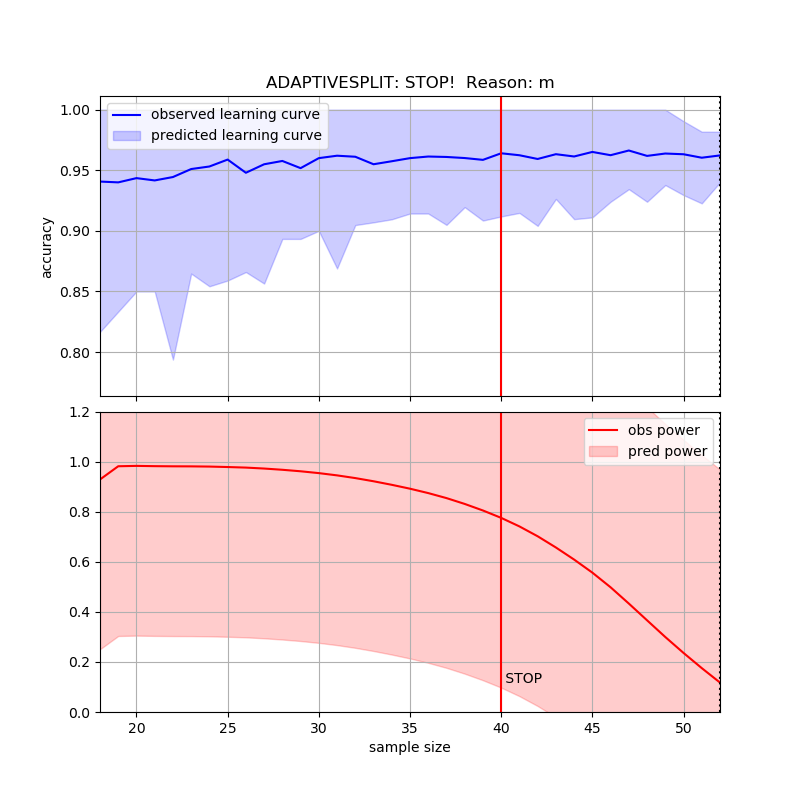 ADAPTIVESPLIT: STOP!  Reason: m
observed learning curve
predicted learning curve
1.00
0.95
0.90
0.85
0.80
accuracy
obs power
pred power
1.2
1.0
0.8
0.6
0.4
0.2
0.0
STOP
20 25 30 35 40 45 50
sample size